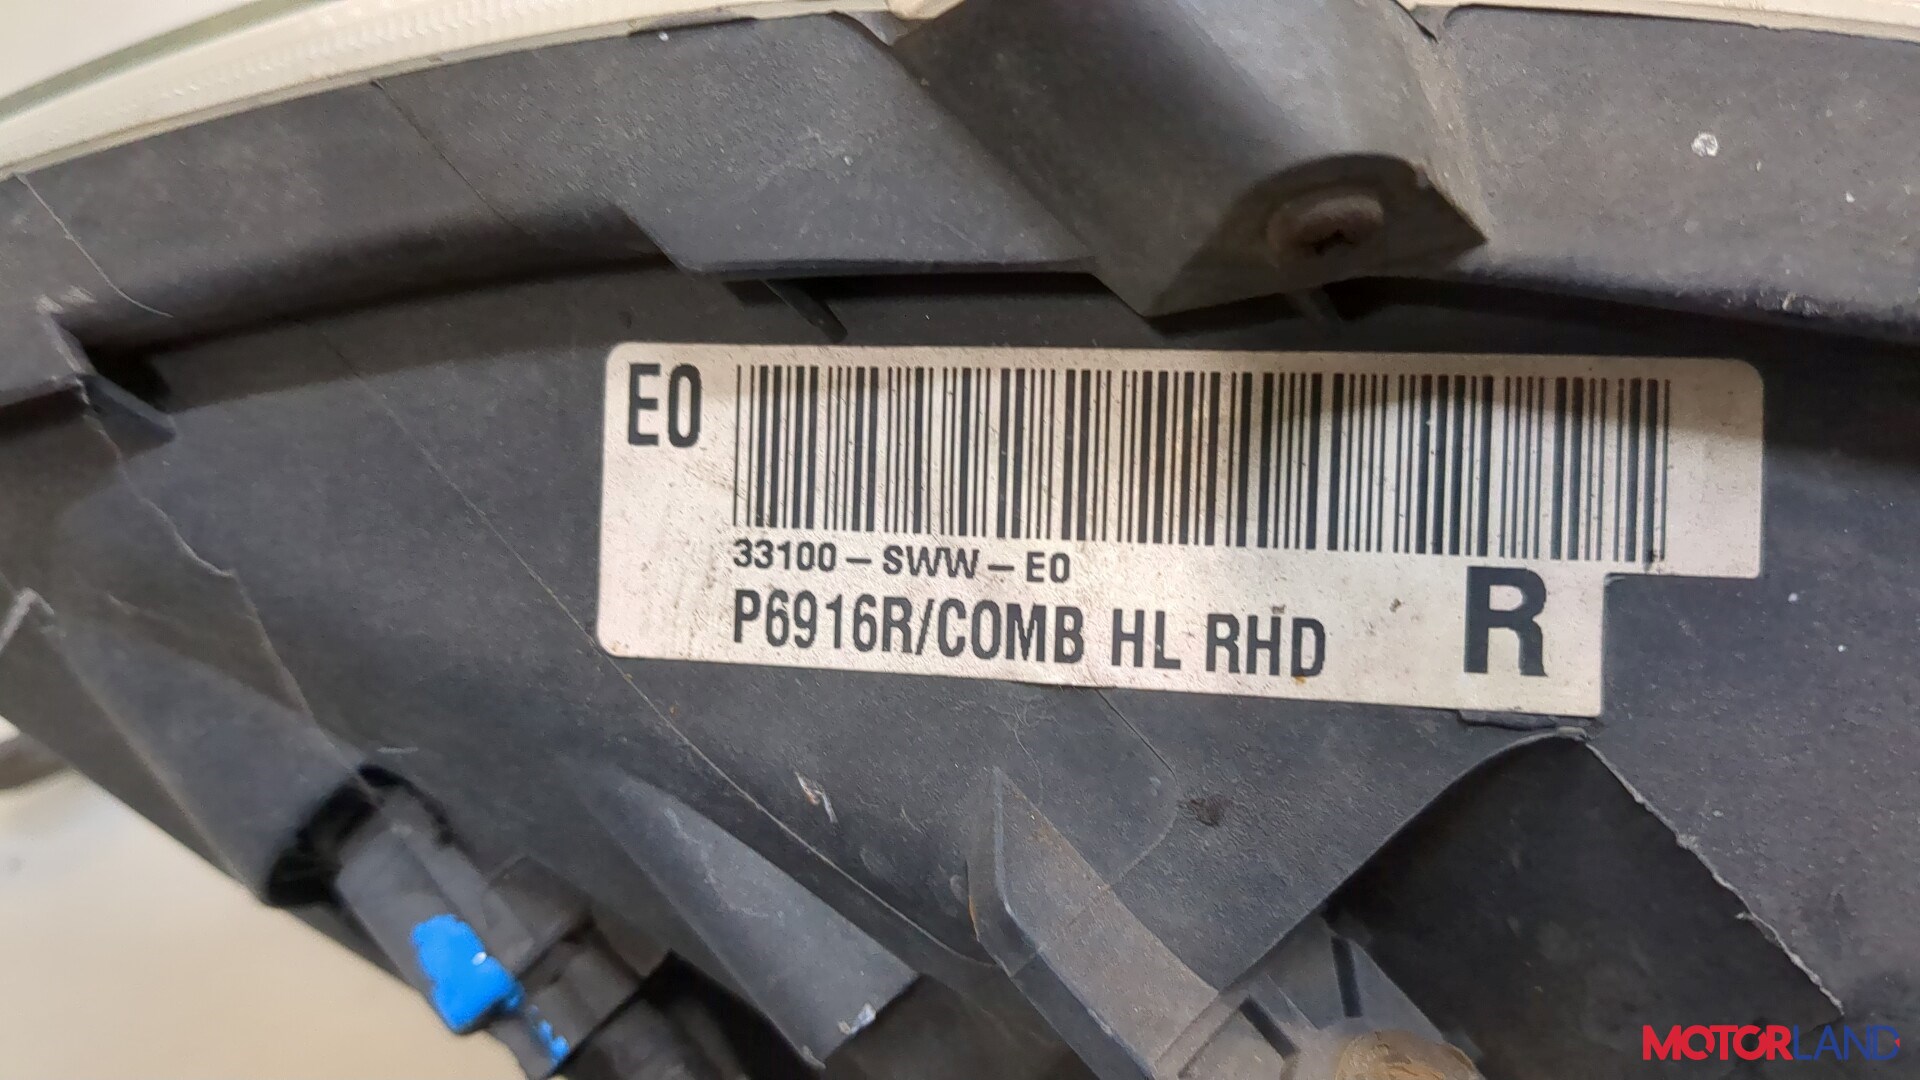 E0
33100-SWW-E0
P6916R/COMB HL RHD R
MOTORLAND